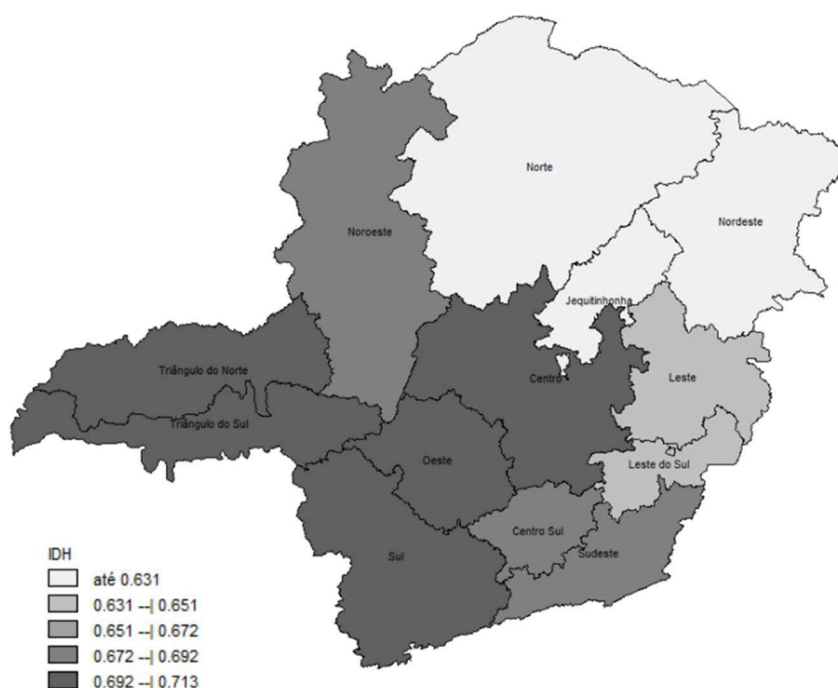 Norte
Nordeste
Noroeste
Jequitinhonha
Triângulo do Norte
Centro
Leste
Triângulo do Sul
Oeste
Leste do Sul
Centro Sul
Sul
Sudeste
IDH
até 0.631
0.631 --| 0.651
0.651 --| 0.672
0.672 --| 0.692
0.692 --| 0.713